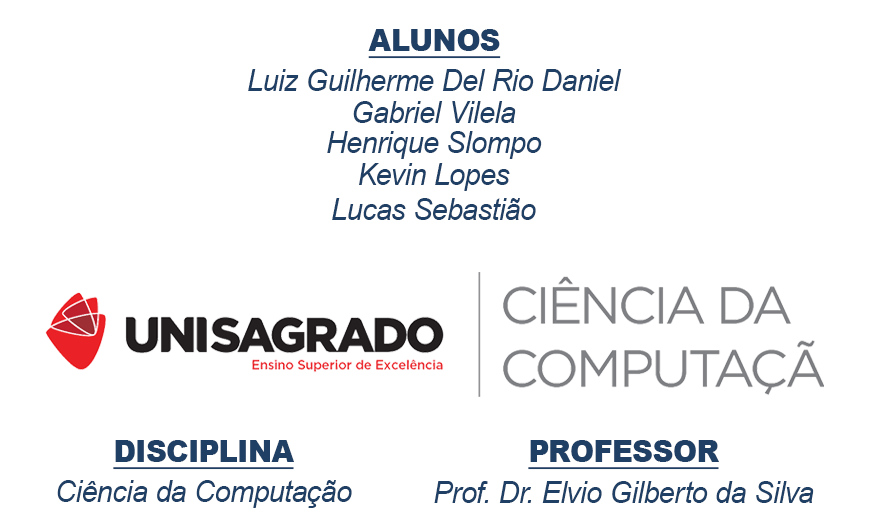 ALUNOS
Luiz Guilherme Del Rio Daniel
Gabriel Vilela
Henrique Slompo
Kevin Lopes
Lucas Sebastião
UNISAGRADO
Ensino Superior de Excelência
CIÊNCIA DA
COMPUTAÇÃ
DISCIPLINA
Ciência da Computação
PROFESSOR
Prof. Dr. Elvio Gilberto da Silva